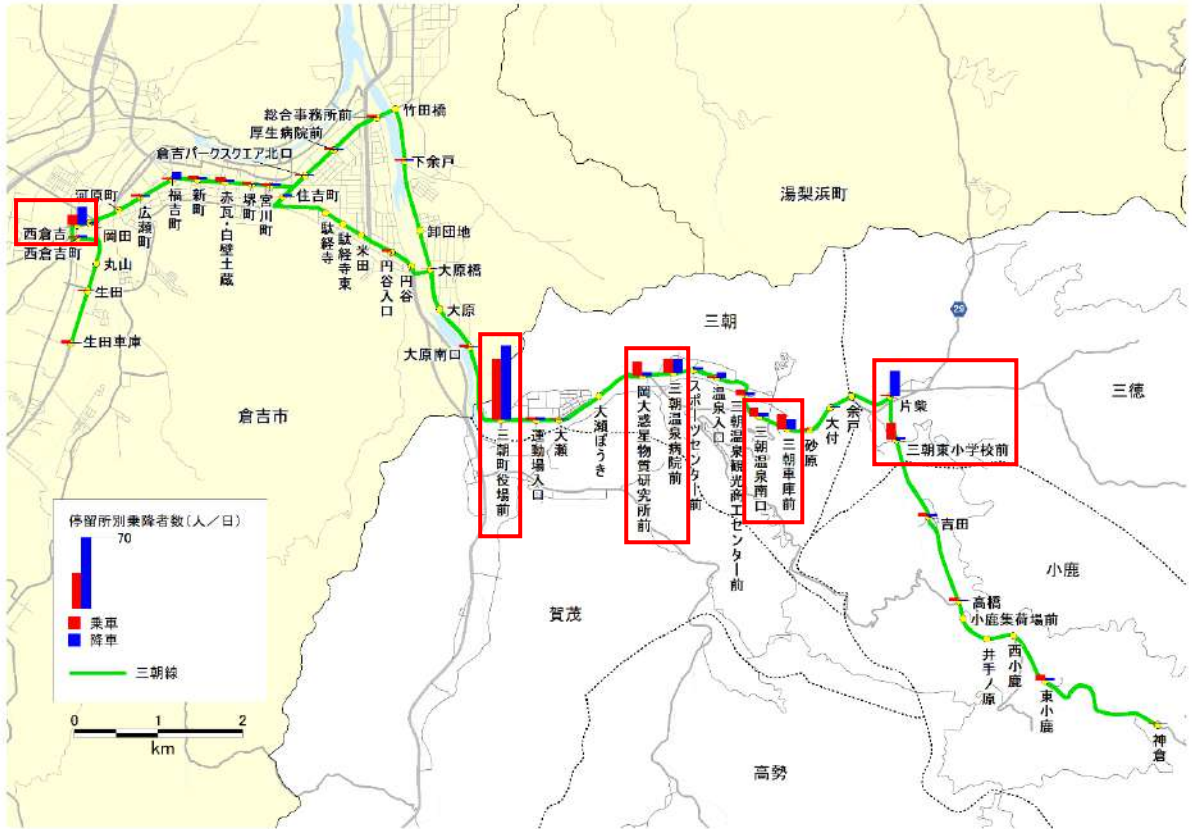 総合事務所前
竹田橋
厚生病院前
倉吉パークスクエア北口
下余戸
河原町
広瀬町
福吉町
新町
赤瓦・白壁土蔵
堺町
宮川町
住吉町
西倉吉
岡田
西倉吉町
丸山
生田
生田車庫
駄経寺
駄経寺東
米田
円谷入口
円谷
卸団地
大原橋
大原
大原南口
倉吉市
湯梨浜町
三朝
29
三徳
三朝町役場前
運動場入口
大瀬
大瀬ぼうき
岡大惑星物質研究所前
三朝温泉病院前
スポーツセンター前
温泉入口
三朝温泉観光商工センター前
三朝温泉南口
三朝車庫前
砂原
大付
余戸
片柴
三朝東小学校前
吉田
小鹿
高橋
小鹿集荷場前
井手ノ原
西小鹿
東小鹿
神倉
賀茂
高勢
停留所別乗降者数(人／日)
70
乗車
降車
三朝線
0 1 2
km